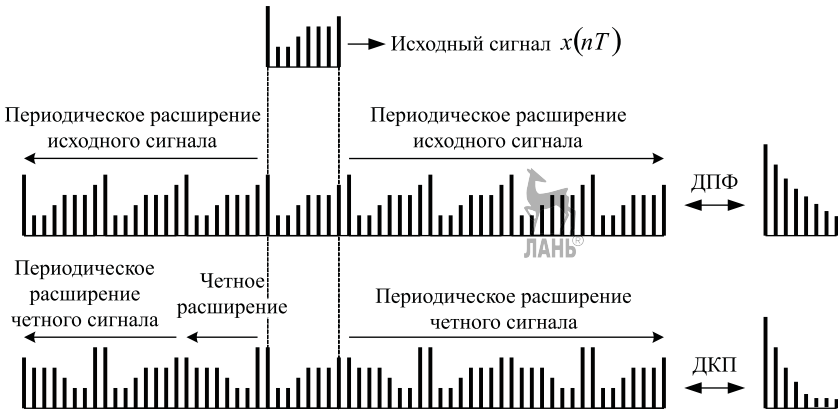 Исходный сигнал x(nT)
Периодическое расширение
исходного сигнала
Периодическое расширение
исходного сигнала
ДПФ
ЛАНЬ®
Периодическое
расширение
четного сигнала
Четное
расширение
Периодическое расширение
четного сигнала
ДКП